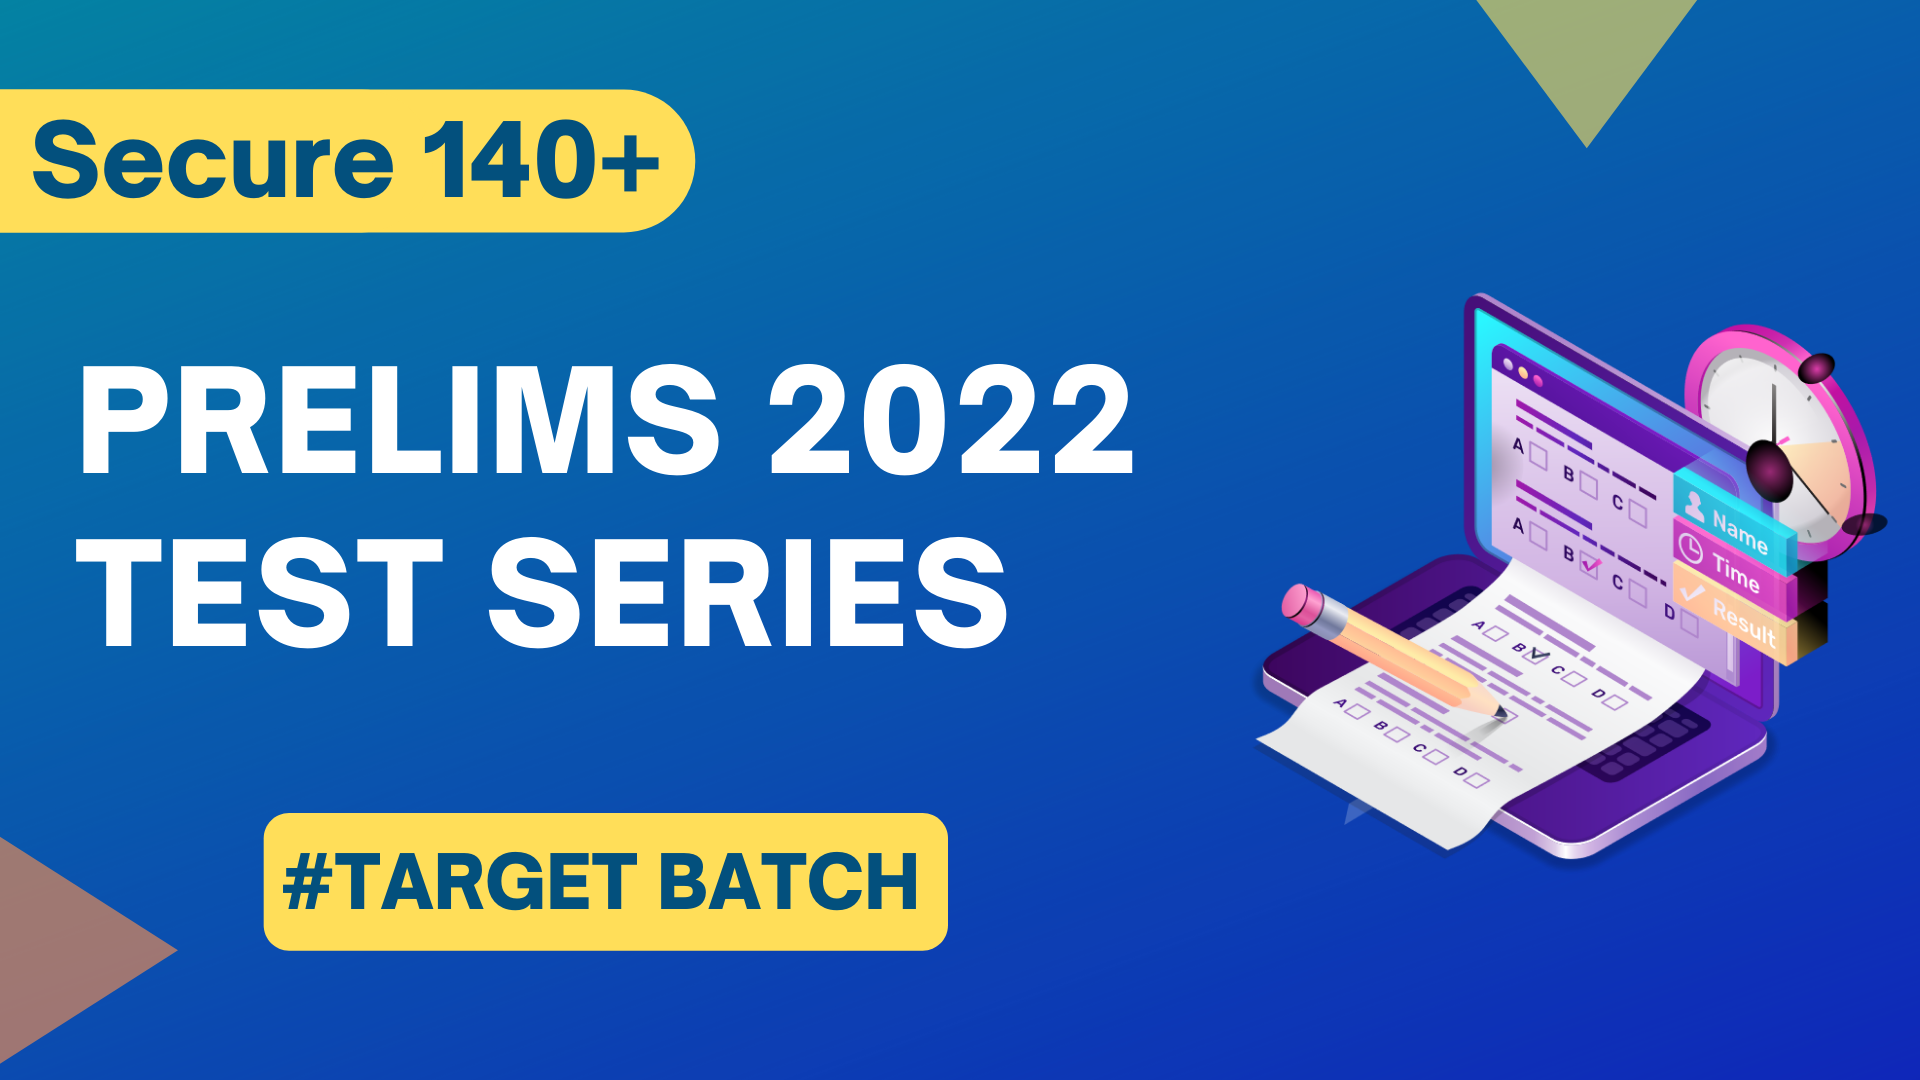 Secure 140+
PRELIMS 2022
TEST SERIES
#TARGET BATCH
A
B
C
A
B
C
D
Name
Time
Result
A
B
C
D
A
B
C
D